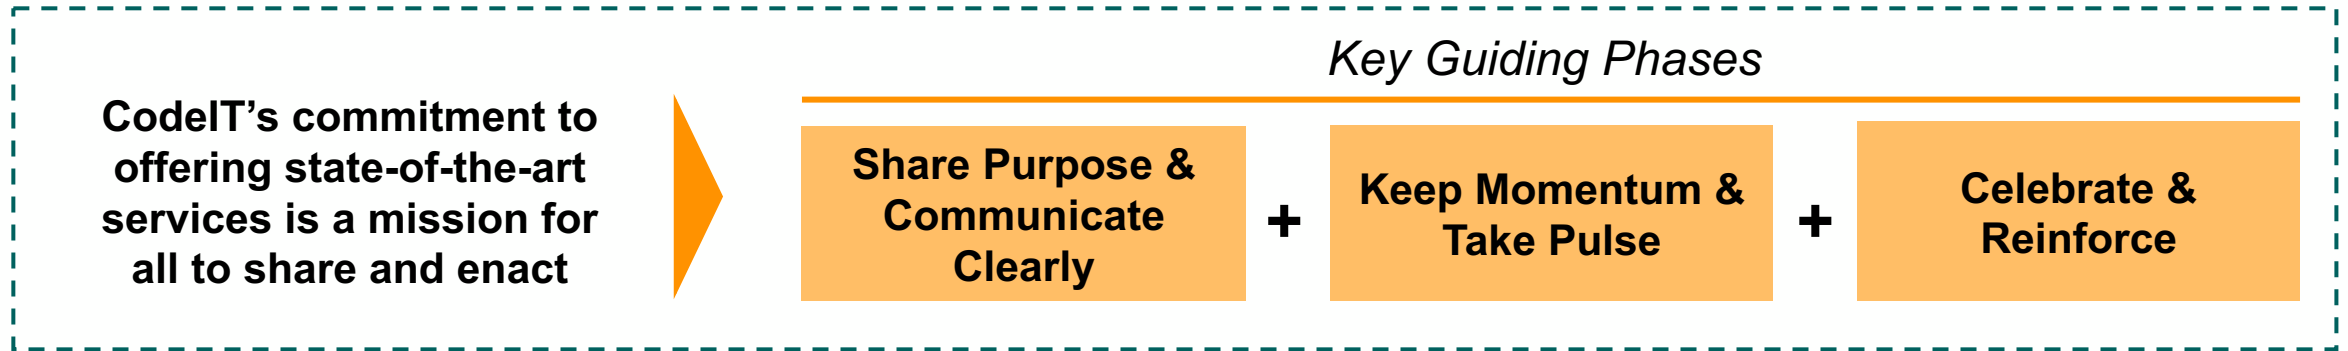 CodeIT’s commitment to
offering state-of-the-art
services is a mission for
all to share and enact
Key Guiding Phases
Share Purpose &
Communicate
Clearly
+
Keep Momentum &
Take Pulse
+
Celebrate &
Reinforce